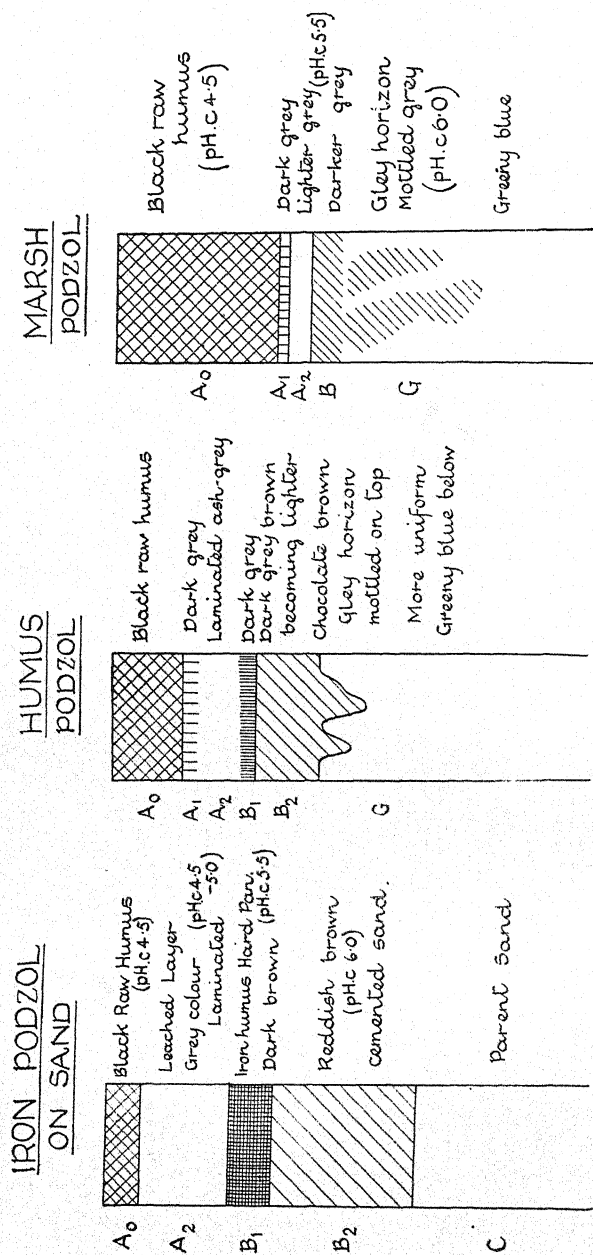 IRON PODZOL
ON SAND
A0
Black Raw Humus
(pH.c 4·5)
A2
Leached Layer
Grey colour (pH.c 4·5
Laminated -5·0)
B1
Iron humus Hard Pan.
Dark brown (pH.c 5·5)
B2
Reddish brown
(pH.c 6·0)
cemented sand.
C
Parent Sand
HUMUS
PODZOL
A0
Black raw humus
A1
Dark grey
A2
Laminated ash-grey
B1
Dark grey
B2
Dark grey brown
becoming lighter
Chocolate brown
G
Gley horizon
mottled on top
More uniform
Greeny blue below
MARSH
PODZOL
A0
Black raw
humus
(pH.c 4·5)
A1
Dark grey
A2
Lighter grey (pH.c 5·5)
B
Darker grey
G
Gley horizon
Mottled grey
(pH.c 6·0)
Greeny blue